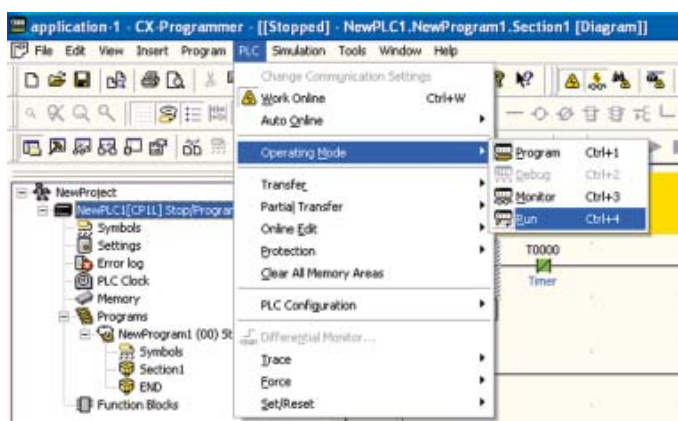 application-1 - CX-Programmer - [[Stopped] - NewPLC1.NewProgram1.Section1 [Diagram]]
File Edit View Insert Program PLC Simulation Tools Window Help
Change Communication Settings
Work Online Ctrl+W
Auto Online
Operating Mode
Program Ctrl+1
Debug Ctrl+2
Monitor Ctrl+3
Run Ctrl+4
Transfer
Partial Transfer
Online Edit
Protection
Clear All Memory Areas
PLC Configuration
Differential Monitor...
Trace
Force
Set/Reset
NewProject
NewPLC1[CP1L] Stop/Program
Symbols
Settings
Error log
PLC Clock
Memory
Programs
NewProgram1 (00) St
Symbols
Section1
END
Function Blocks
T0000
Timer